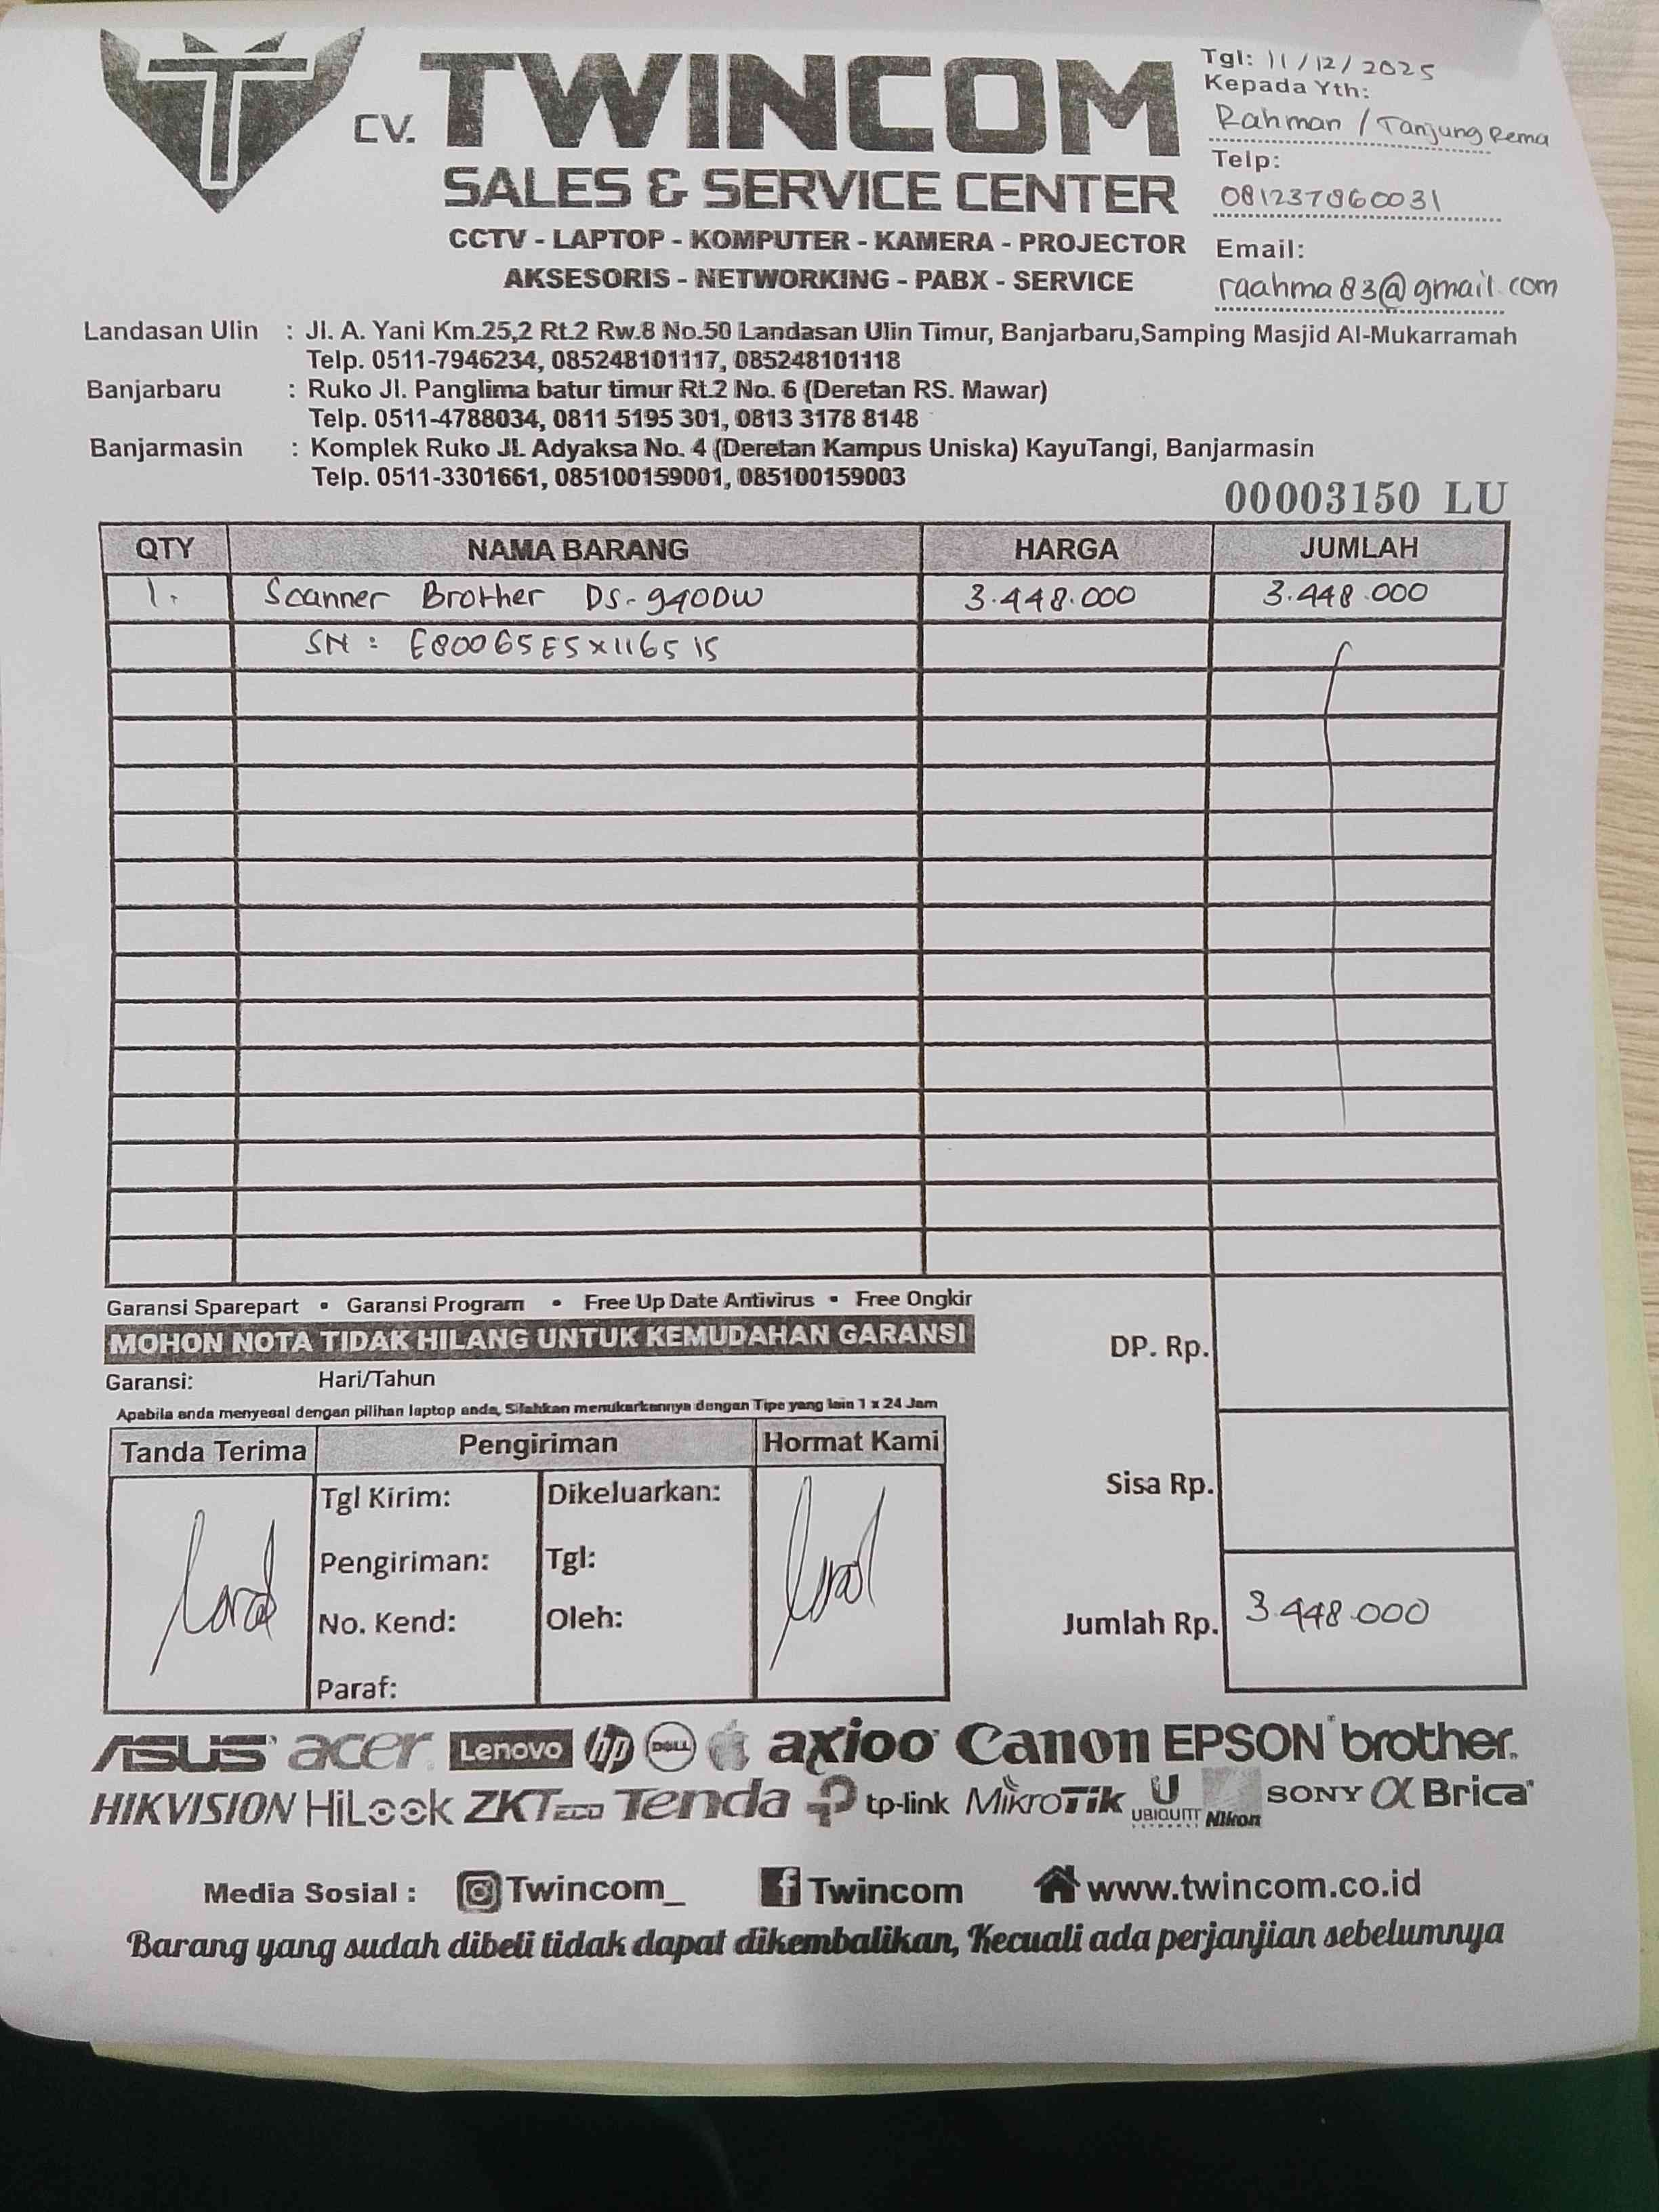 CV. TWINCOM
SALES & SERVICE CENTER
CCTV - LAPTOP - KOMPUTER - KAMERA - PROJECTOR
AKSESORIS - NETWORKING - PABX - SERVICE
Tgl: 11/12/2025
Kepada Yth:
Rahman / Tanjung Rema
Telp:
081237860031
Email:
raahma83@gmail.com
Landasan Ulin : Jl. A. Yani Km.25,2 Rt.2 Rw.8 No.50 Landasan Ulin Timur, Banjarbaru,Samping Masjid Al-Mukarramah
Telp. 0511-7946234, 085248101117, 085248101118
Banjarbaru : Ruko Jl. Panglima batur timur Rt.2 No. 6 (Deretan RS. Mawar)
Telp. 0511-4788034, 0811 5195 301, 0813 3178 8148
Banjarmasin : Komplek Ruko Jl. Adyaksa No. 4 (Deretan Kampus Uniska) KayuTangi, Banjarmasin
Telp. 0511-3301661, 085100159001, 085100159003
00003150 LU
QTY NAMA BARANG HARGA JUMLAH
1. Scanner Brother DS-940DW 3.448.000 3.448.000
SN : E80065E5X116515
Garansi Sparepart • Garansi Program • Free Up Date Antivirus • Free Ongkir
MOHON NOTA TIDAK HILANG UNTUK KEMUDAHAN GARANSI
Garansi: Hari/Tahun
Apabila anda menyesal dengan pilihan laptop anda, Silahkan menukarkannya dengan Tipe yang lain 1 x 24 Jam
DP. Rp.
Sisa Rp.
Jumlah Rp. 3.448.000
Tanda Terima Pengiriman Hormat Kami
Tgl Kirim: Dikeluarkan:
Pengiriman: Tgl:
No. Kend: Oleh:
Paraf:
ASUS acer Lenovo hp DELL axioo Canon EPSON brother
HIKVISION HiLook ZKTeco Tenda tp-link MikroTik UBIQUITI Nikon SONY α Brica
Media Sosial : Twincom_ Twincom www.twincom.co.id
Barang yang sudah dibeli tidak dapat dikembalikan, Kecuali ada perjanjian sebelumnya